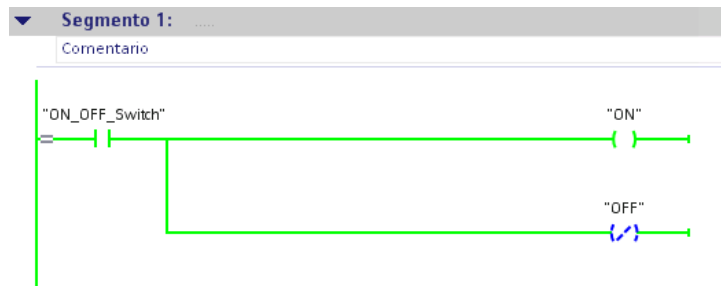 Segmento 1: .....
Comentario
"ON_OFF_Switch" "ON"
"OFF"